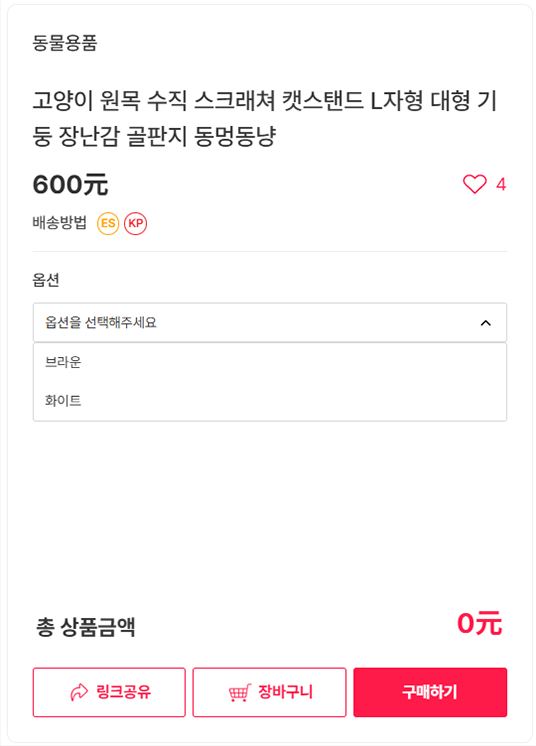 동물용품
고양이 원목 수직 스크래쳐 캣스탠드 L자형 대형 기
둥 장난감 골판지 동멍동냥
600元
4
배송방법 ES KP
옵션
옵션을 선택해주세요
브라운
화이트
총 상품금액
0元
링크공유
장바구니
구매하기